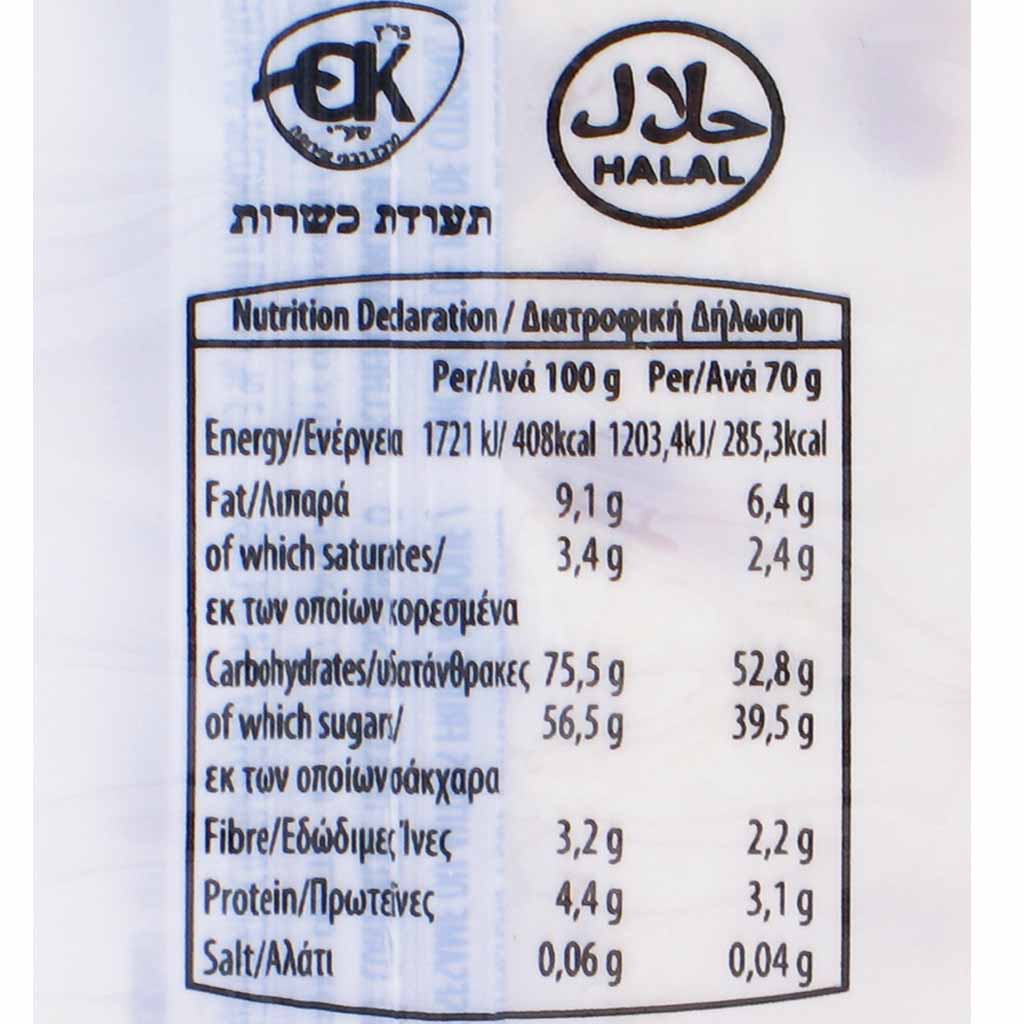 בד"ץ
EK
סע"י
תעודת כשרות
حلال
HALAL
Nutrition Declaration / Διατροφική Δήλωση
Per/Ανά 100 g Per/Ανά 70 g
Energy/Ενέργεια 1721 kJ/ 408kcal 1203,4kJ/ 285,3kcal
Fat/Λιπαρά 9,1 g 6,4 g
of which saturates/ 3,4 g 2,4 g
εκ των οποίων κορεσμένα
Carbohydrates/υδατάνθρακες 75,5 g 52,8 g
of which sugars/ 56,5 g 39,5 g
εκ των οποίων σάκχαρα
Fibre/Εδώδιμες Ίνες 3,2 g 2,2 g
Protein/Πρωτεΐνες 4,4 g 3,1 g
Salt/Αλάτι 0,06 g 0,04 g